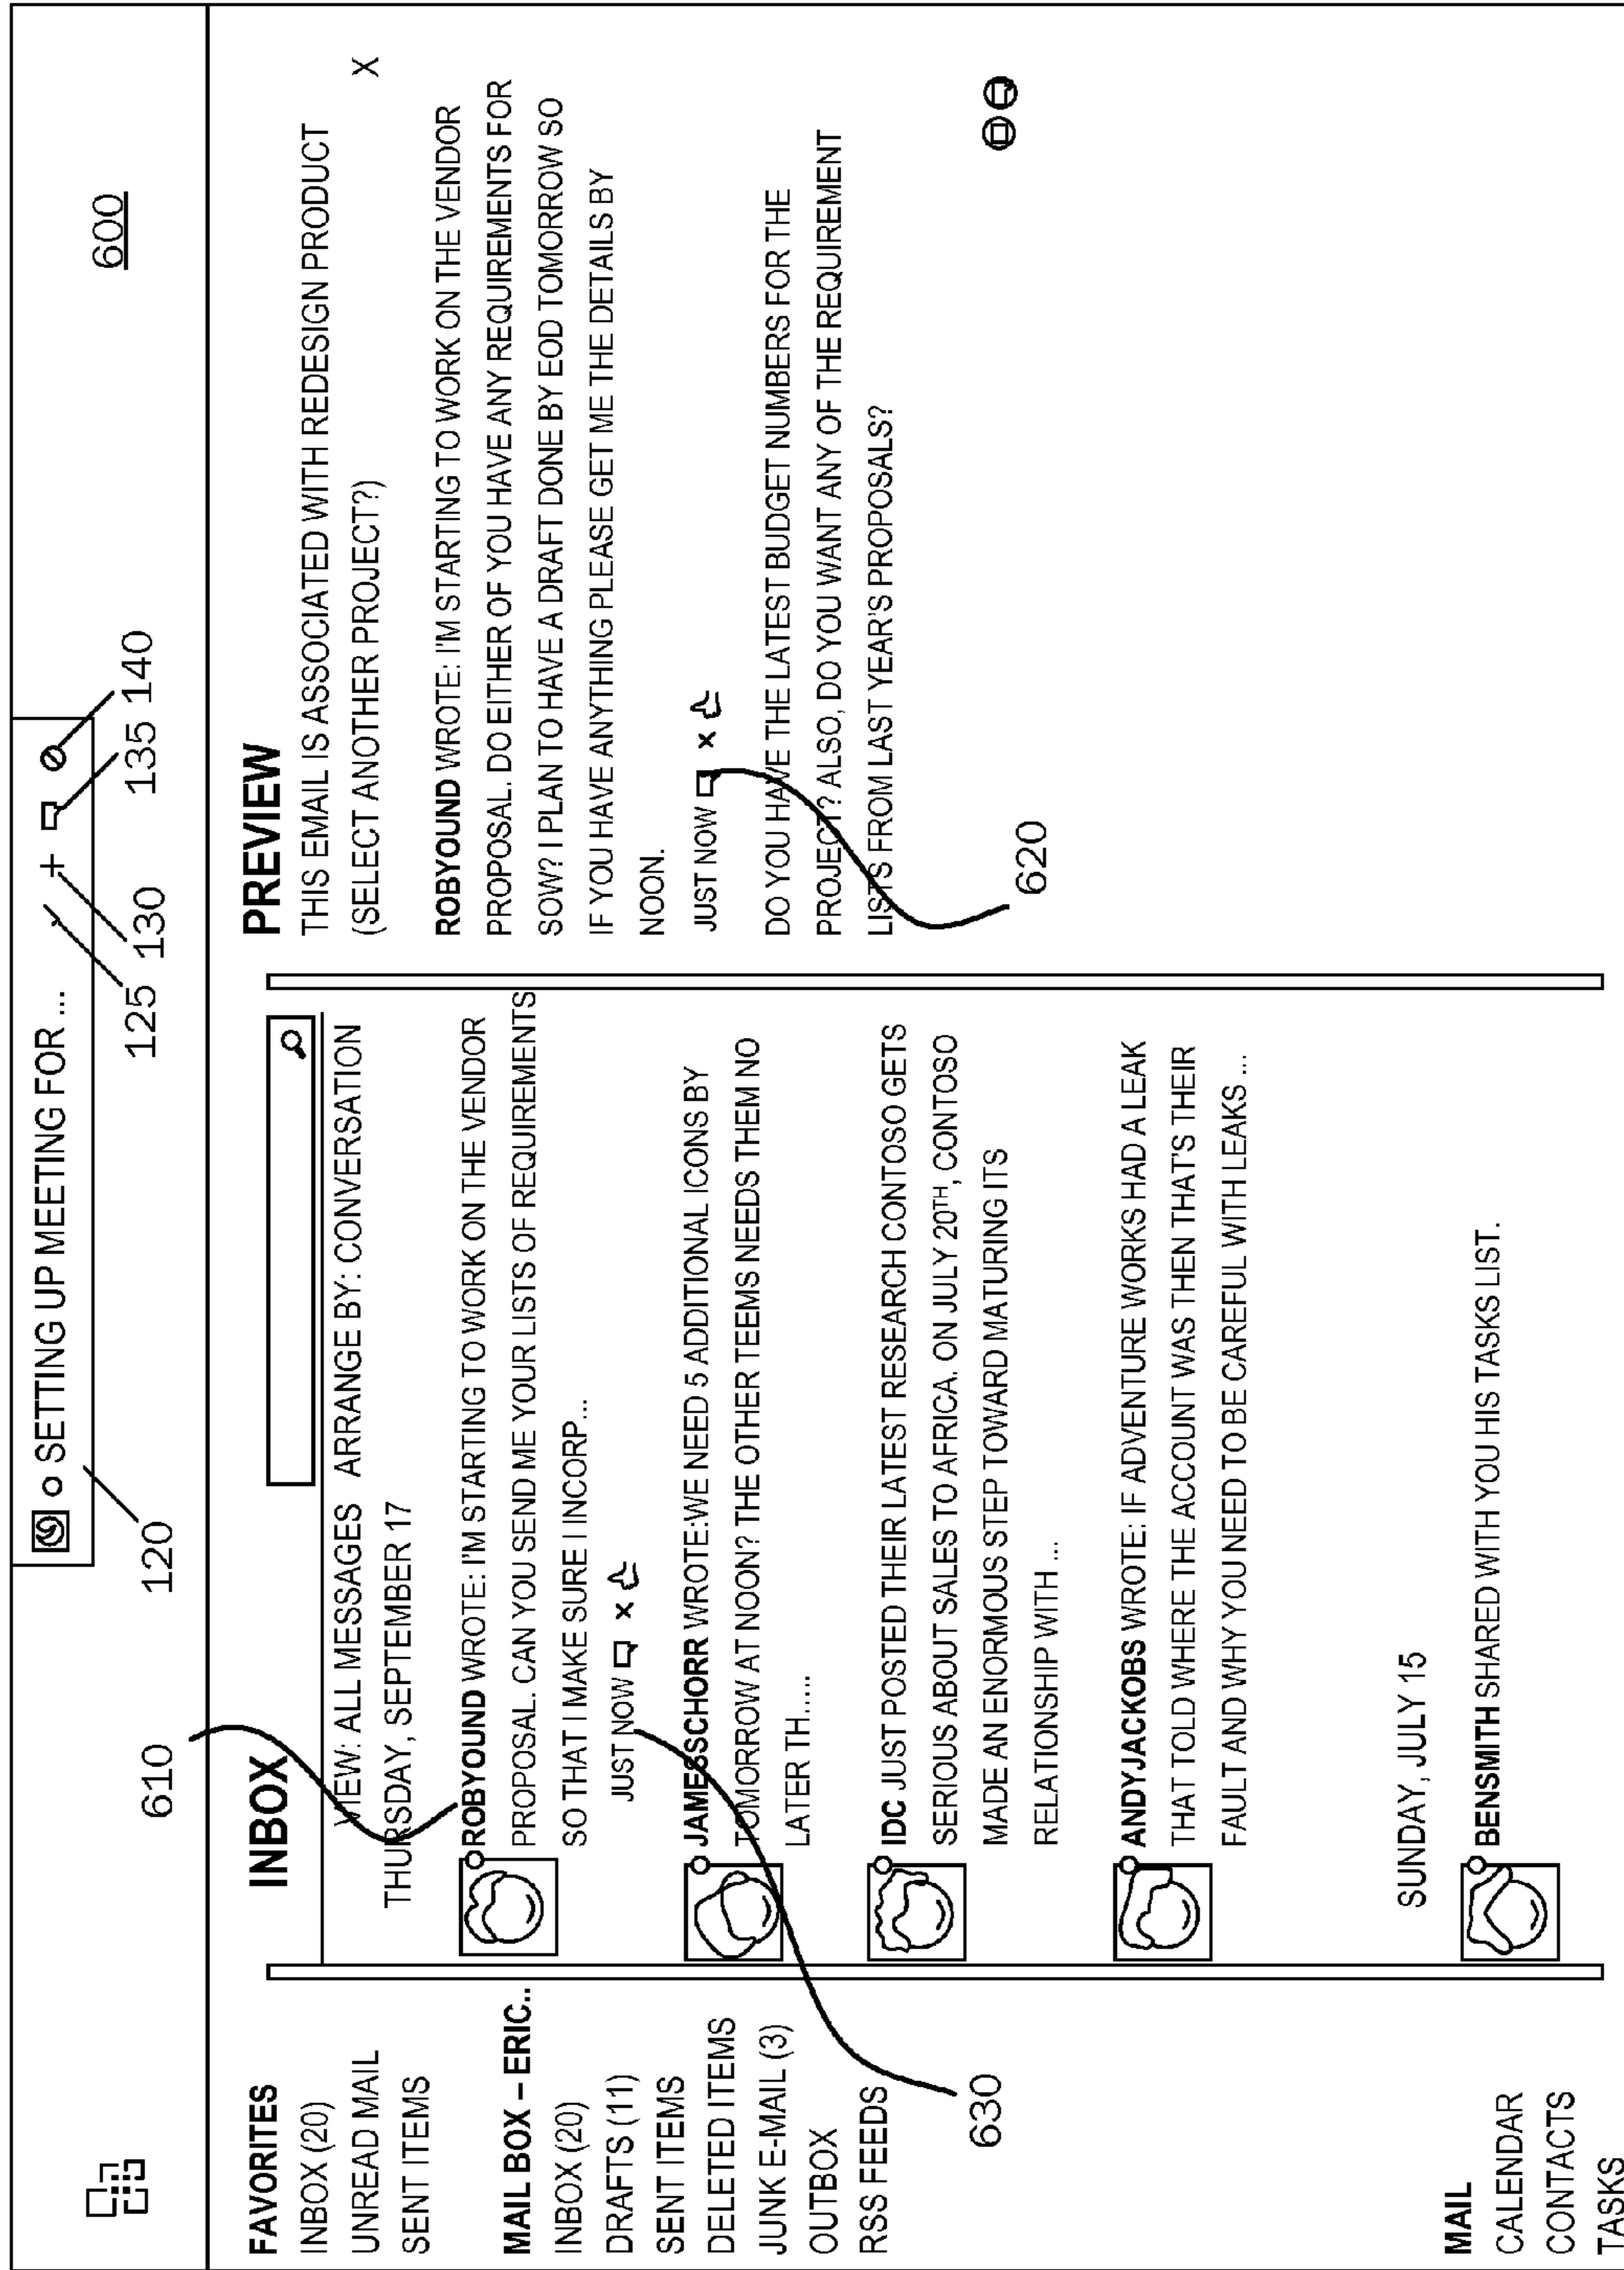 600
SETTING UP MEETING FOR ...
120
125
130
135
140
610
FAVORITES
INBOX (20)
UNREAD MAIL
SENT ITEMS
MAIL BOX – ERIC..
INBOX (20)
DRAFTS (11)
SENT ITEMS
DELETED ITEMS
JUNK E-MAIL (3)
OUTBOX
RSS FEEDS
630
MAIL
CALENDAR
CONTACTS
TASKS
INBOX
VIEW: ALL MESSAGES ARRANGE BY: CONVERSATION
THURSDAY, SEPTEMBER 17
ROBYOUND WROTE: I'M STARTING TO WORK ON THE VENDOR
PROPOSAL. CAN YOU SEND ME YOUR LISTS OF REQUIREMENTS
SO THAT I MAKE SURE I INCORP...
JUST NOW
JAMESSCHORR WROTE:WE NEED 5 ADDITIONAL ICONS BY
TOMORROW AT NOON? THE OTHER TEEMS NEEDS THEM NO
LATER TH.....
IDC JUST POSTED THEIR LATEST RESEARCH CONTOSO GETS
SERIOUS ABOUT SALES TO AFRICA. ON JULY 20TH, CONTOSO
MADE AN ENORMOUS STEP TOWARD MATURING ITS
RELATIONSHIP WITH ...
ANDYJACKOBS WROTE: IF ADVENTURE WORKS HAD A LEAK
THAT TOLD WHERE THE ACCOUNT WAS THEN THAT'S THEIR
FAULT AND WHY YOU NEED TO BE CAREFUL WITH LEAKS ...
SUNDAY, JULY 15
BENSMITH SHARED WITH YOU HIS TASKS LIST.
PREVIEW
THIS EMAIL IS ASSOCIATED WITH REDESIGN PRODUCT
(SELECT ANOTHER PROJECT?) X
ROBYOUND WROTE: I'M STARTING TO WORK ON THE VENDOR
PROPOSAL. DO EITHER OF YOU HAVE ANY REQUIREMENTS FOR
SOW? I PLAN TO HAVE A DRAFT DONE BY EOD TOMORROW SO
IF YOU HAVE ANYTHING PLEASE GET ME THE DETAILS BY
NOON.
JUST NOW
DO YOU HAVE THE LATEST BUDGET NUMBERS FOR THE
PROJECT? ALSO, DO YOU WANT ANY OF THE REQUIREMENT
LISTS FROM LAST YEAR'S PROPOSALS?
620